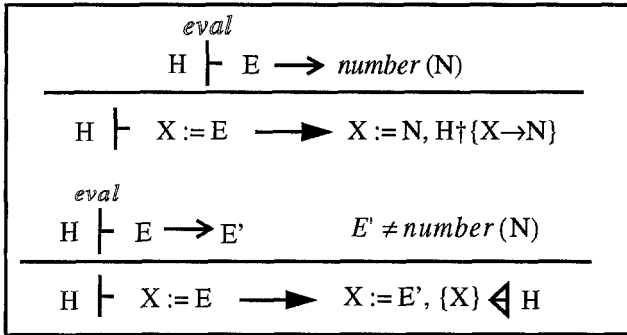 eval
H ⊢ E → number (N)
H ⊢ X := E → X := N, H†{X→N}
eval
H ⊢ E → E' E' ≠ number (N)
H ⊢ X := E → X := E', {X} ⩤ H